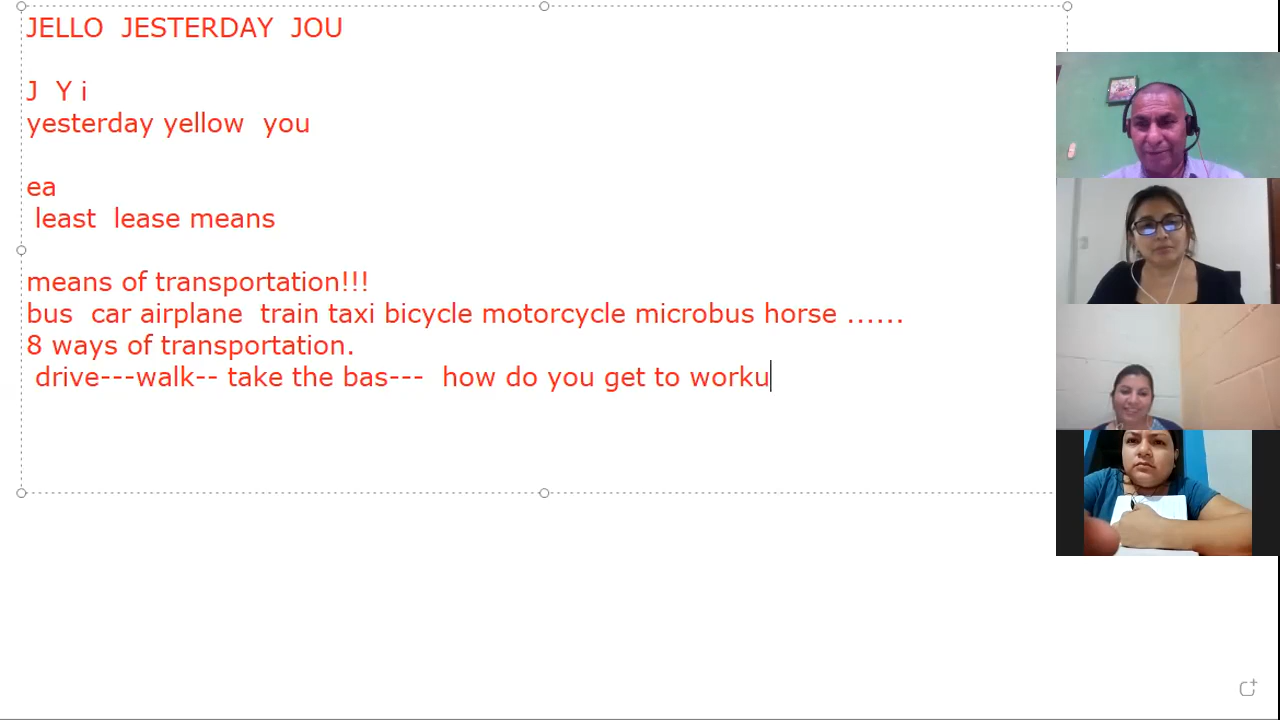 JELLO JESTERDAY JOU
J Y i
yesterday yellow you
ea
least lease means
means of transportation!!!
bus car airplane train taxi bicycle motorcycle microbus horse ......
8 ways of transportation.
drive---walk-- take the bas--- how do you get to worku